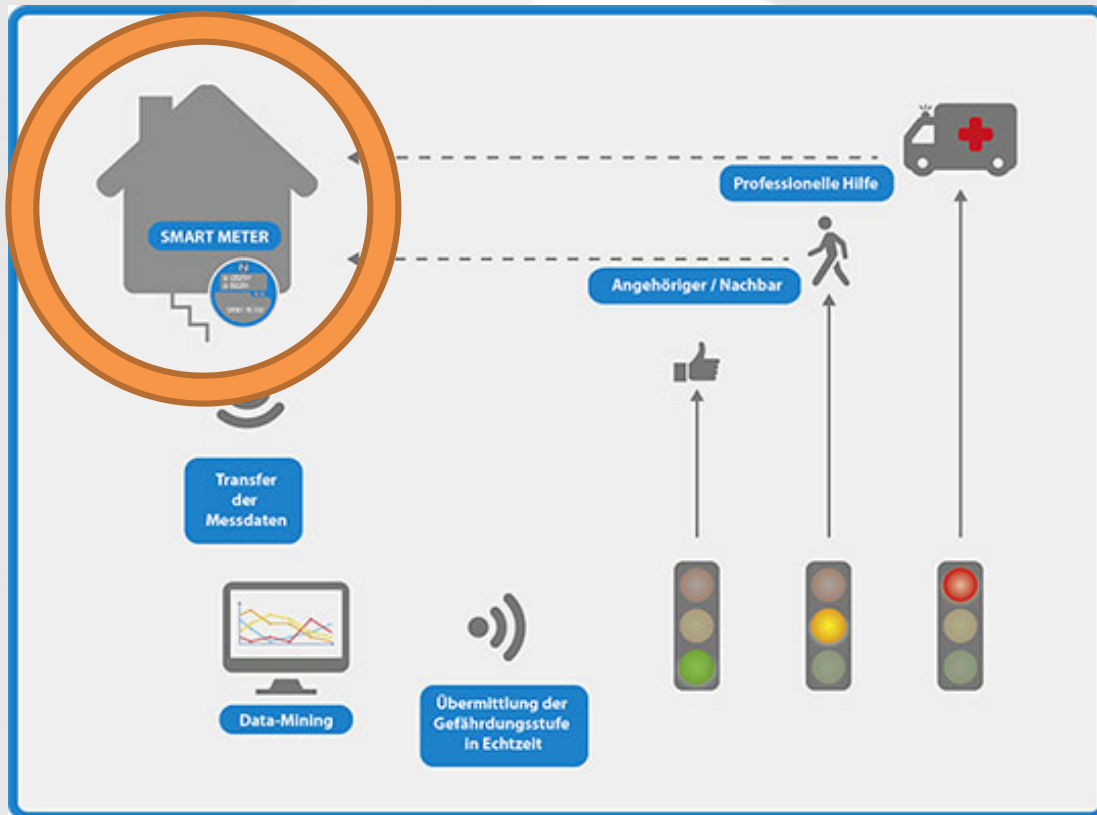 Professionelle Hilfe
SMART METER
Angehöriger / Nachbar
Transfer
der
Messdaten
Data-Mining
Übermittlung der
Gefährdungsstufe
in Echtzeit